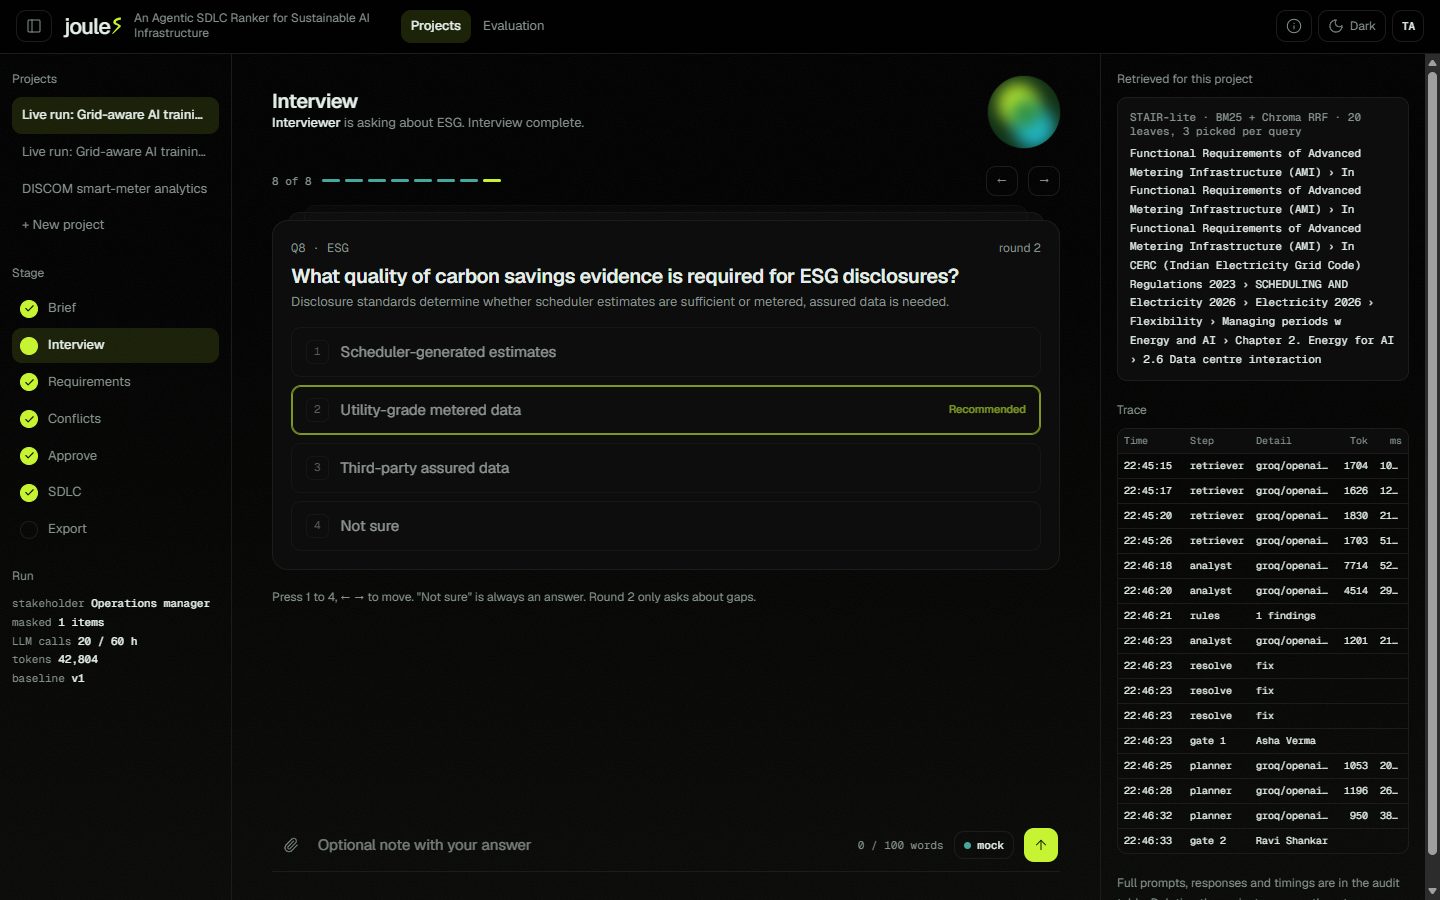 joule
An Agentic SDLC Ranker for Sustainable AI
Infrastructure
Projects
Evaluation
Dark
TA
Projects
Live run: Grid-aware AI traini...
Live run: Grid-aware AI trainin...
DISCOM smart-meter analytics
+ New project
Stage
Brief
Interview
Requirements
Conflicts
Approve
SDLC
Export
Run
stakeholder Operations manager
masked 1 items
LLM calls 20 / 60 h
tokens 42,804
baseline v1
Interview
Interviewer is asking about ESG. Interview complete.
8 of 8
← →
Q8 · ESG
round 2
What quality of carbon savings evidence is required for ESG disclosures?
Disclosure standards determine whether scheduler estimates are sufficient or metered, assured data is needed.
1 Scheduler-generated estimates
2 Utility-grade metered data Recommended
3 Third-party assured data
4 Not sure
Press 1 to 4, ← → to move. "Not sure" is always an answer. Round 2 only asks about gaps.
Optional note with your answer
0 / 100 words
mock
Retrieved for this project
STAIR-lite · BM25 + Chroma RRF · 20
leaves, 3 picked per query
Functional Requirements of Advanced
Metering Infrastructure (AMI) › In
Functional Requirements of Advanced
Metering Infrastructure (AMI) › In
Functional Requirements of Advanced
Metering Infrastructure (AMI) › In
CERC (Indian Electricity Grid Code)
Regulations 2023 › SCHEDULING AND
Electricity 2026 › Electricity 2026 ›
Flexibility › Managing periods w
Energy and AI › Chapter 2. Energy for AI
› 2.6 Data centre interaction
Trace
Time Step Detail Tok ms
22:45:15 retriever groq/openai… 1704 10…
22:45:17 retriever groq/openai… 1626 12…
22:45:20 retriever groq/openai… 1830 21…
22:45:26 retriever groq/openai… 1703 51…
22:46:18 analyst groq/openai… 7714 52…
22:46:20 analyst groq/openai… 4514 29…
22:46:21 rules 1 findings
22:46:23 analyst groq/openai… 1201 21…
22:46:23 resolve fix
22:46:23 resolve fix
22:46:23 resolve fix
22:46:23 gate 1 Asha Verma
22:46:25 planner groq/openai… 1053 20…
22:46:28 planner groq/openai… 1196 26…
22:46:32 planner groq/openai… 950 38…
22:46:33 gate 2 Ravi Shankar
Full prompts, responses and timings are in the audit